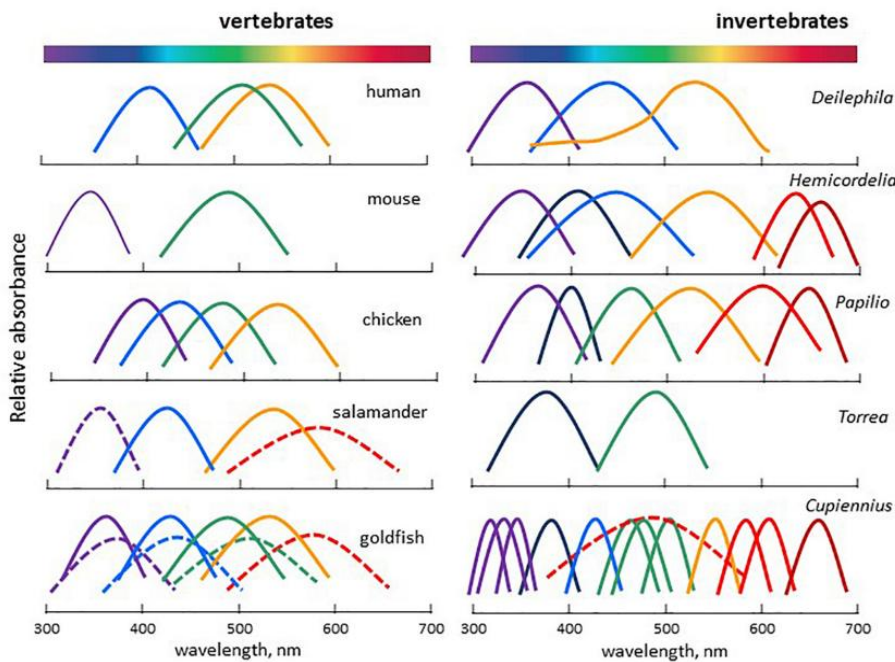 vertebrates
invertebrates
human
mouse
chicken
salamander
goldfish
Relative absorbance
300 400 500 600 700
wavelength, nm
Deilephila
Hemicordelia
Papilio
Torrea
Cupiennius
300 400 500 600 700
wavelength, nm